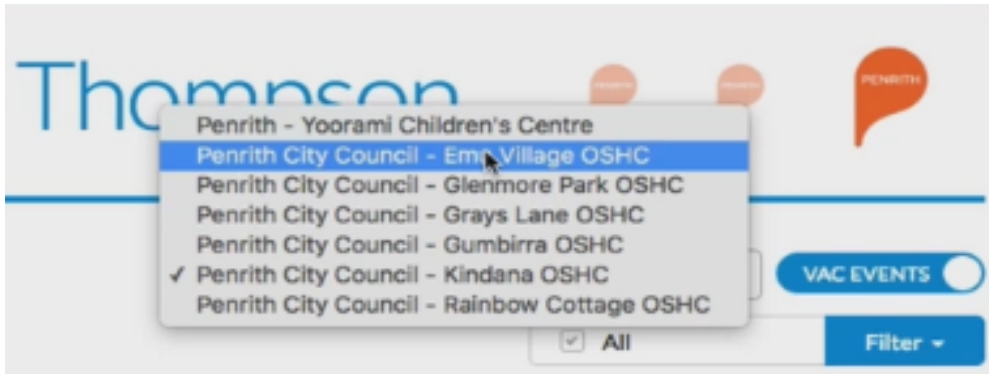 Thompson
PENRITH
Penrith - Yoorami Children's Centre
Penrith City Council - Emu Village OSHC
Penrith City Council - Glenmore Park OSHC
Penrith City Council - Grays Lane OSHC
Penrith City Council - Gumbirra OSHC
✓ Penrith City Council - Kindana OSHC
Penrith City Council - Rainbow Cottage OSHC
VAC EVENTS
All
Filter